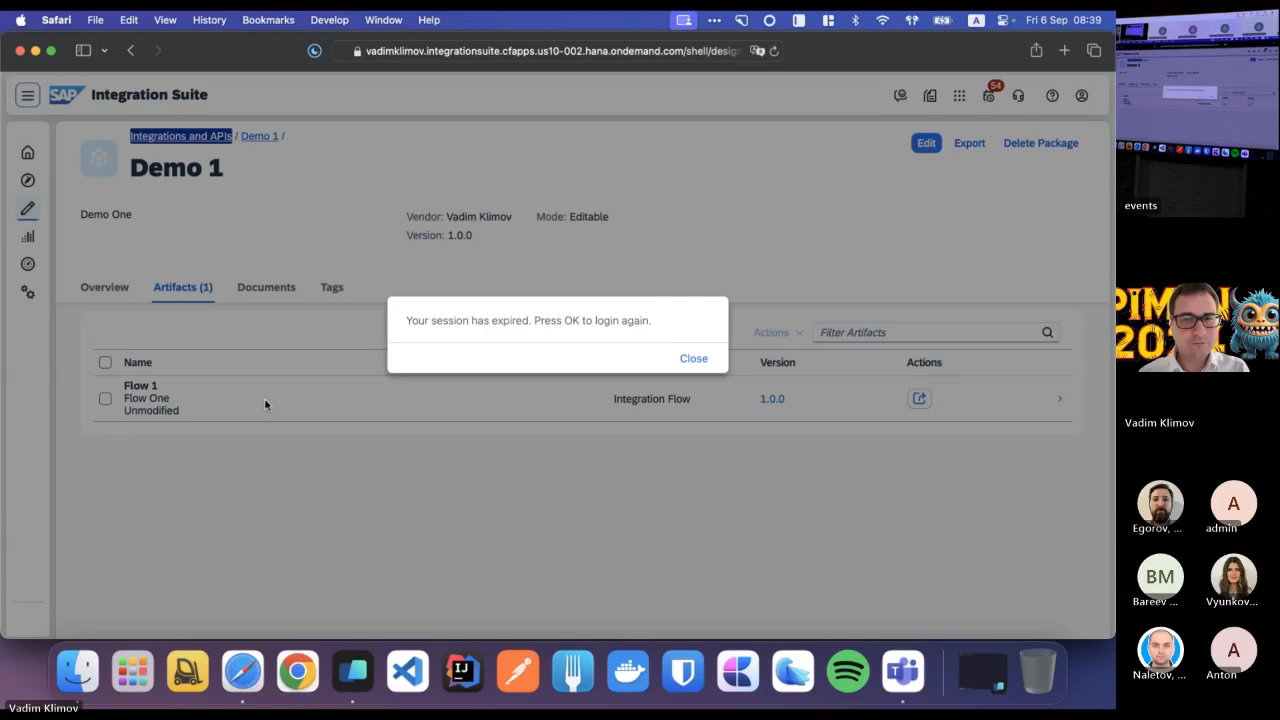 Safari File Edit View History Bookmarks Develop Window Help
A
Fri 6 Sep 08:39
vadimklimov.integrationsuite.cfapps.us10-002.hana.ondemand.com/shell/desig
SAP Integration Suite
54
Integrations and APIs / Demo 1 /
Demo 1
Edit Export Delete Package
Demo One
Vendor: Vadim Klimov Mode: Editable
Version: 1.0.0
Overview Artifacts (1) Documents Tags
Your session has expired. Press OK to login again.
Close
Actions
Filter Artifacts
Name
Version
Actions
Flow 1
Flow One
Unmodified
Integration Flow
1.0.0
Vadim Klimov
Demo 1
events
Vadim Klimov
Egorov, ...
A
admin
BM
Bareev ...
Vyunkov...
Naletov, ...
A
Anton